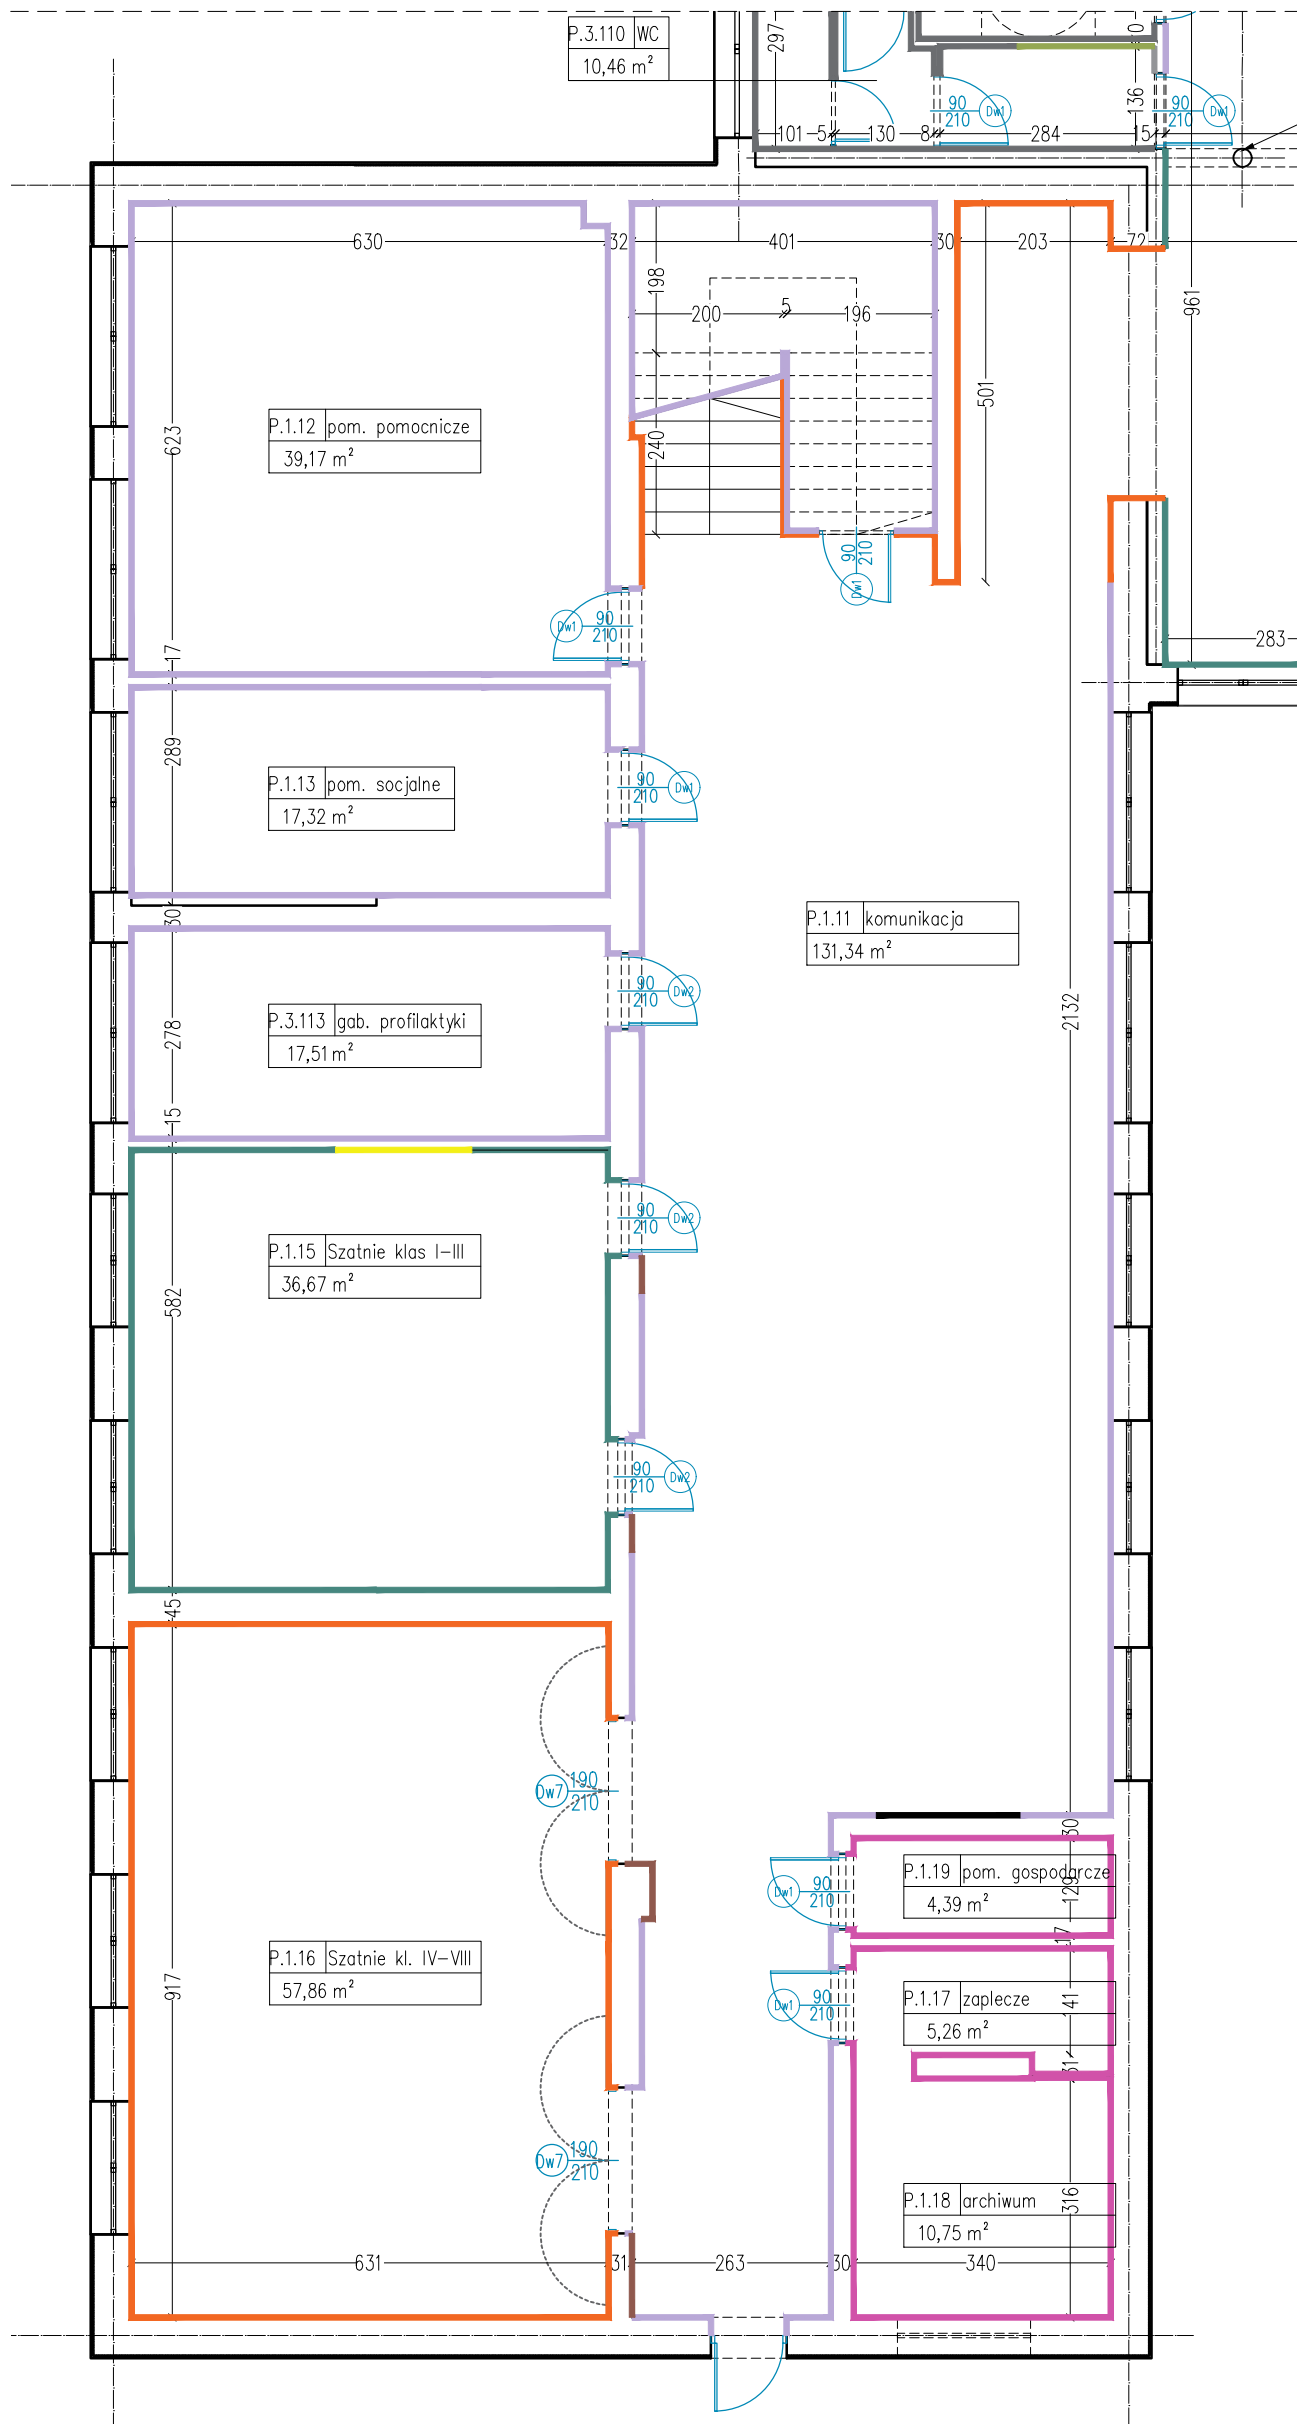 P.3.110 WC
10,46 m²
297
0
136
90
210
Dw1
90
210
Dw1
101 5 130 8 284 15
630 32 401 30 203 72
198
200 5 196
961
501
623
P.1.12 pom. pomocnicze
39,17 m²
240
90
210
Dw1
Dw1 90
210
283
17
289
P.1.13 pom. socjalne
17,32 m²
90
210
Dw1
30
P.1.11 komunikacja
131,34 m²
2132
278
P.3.113 gab. profilaktyki
17,51 m²
90
210
Dw2
15
90
210
Dw2
P.1.15 Szatnie klas I-III
36,67 m²
582
90
210
Dw2
45
Dw7 190
210
30
P.1.19 pom. gospodarcze
4,39 m²
129
Dw1 90
210
17
P.1.16 Szatnie kl. IV-VIII
57,86 m²
917
P.1.17 zaplecze
5,26 m²
141
Dw1 90
210
31
Dw7 190
210
P.1.18 archiwum
10,75 m²
316
631 31 263 30 340